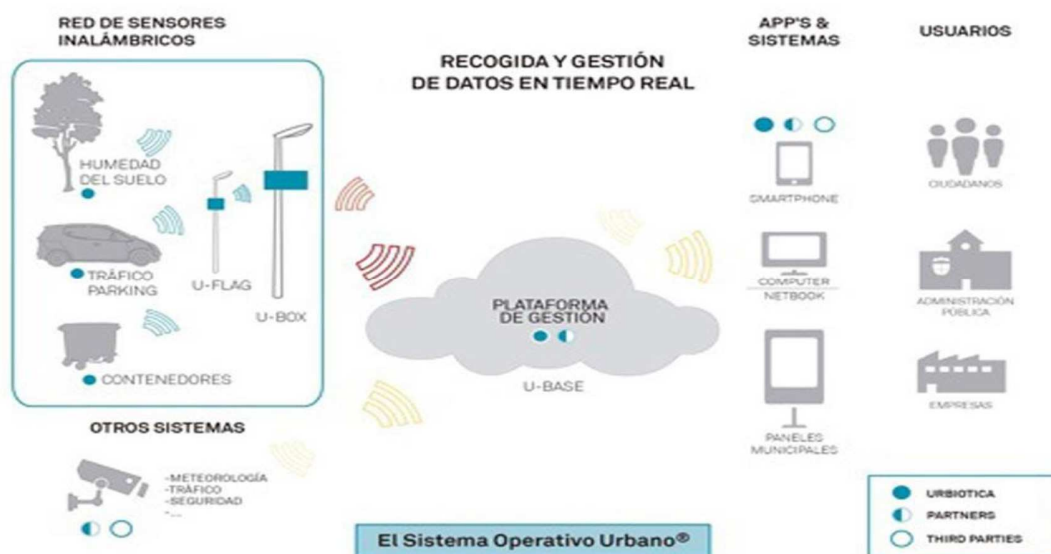 RED DE SENSORES
INALÁMBRICOS
HUMEDAD
DEL SUELO
TRÁFICO
PARKING
CONTENEDORES
U-FLAG
U-BOX
OTROS SISTEMAS
-METEOROLOGÍA
-TRÁFICO
-SEGURIDAD
-...
RECOGIDA Y GESTIÓN
DE DATOS EN TIEMPO REAL
PLATAFORMA
DE GESTIÓN
U-BASE
El Sistema Operativo Urbano®
APP'S &
SISTEMAS
SMARTPHONE
COMPUTER
NETBOOK
PANELES
MUNICIPALES
USUARIOS
CIUDADANOS
ADMINISTRACIÓN
PÚBLICA
EMPRESAS
URBIOTICA
PARTNERS
THIRD PARTIES